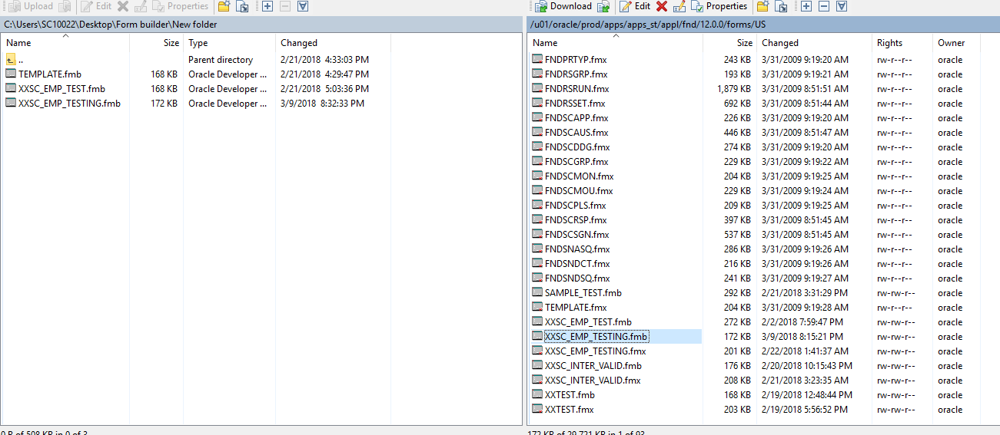 Upload Edit Properties
C:\Users\SC10022\Desktop\Form builder\New folder
Name Size Type Changed
.. Parent directory 2/21/2018 4:33:03 PM
TEMPLATE.fmb 168 KB Oracle Developer ... 2/21/2018 4:29:47 PM
XXSC_EMP_TEST.fmb 168 KB Oracle Developer ... 2/21/2018 5:03:36 PM
XXSC_EMP_TESTING.fmb 172 KB Oracle Developer ... 3/9/2018 8:32:33 PM
0 B of 508 KB in 0 of 3
Download Edit Properties
/u01/oracle/prod/apps/apps_st/appl/fnd/12.0.0/forms/US
Name Size Changed Rights Owner
FNDPRTYP.fmx 243 KB 3/31/2009 9:19:20 AM rw-r--r-- oracle
FNDRSGRP.fmx 193 KB 3/31/2009 9:19:21 AM rw-r--r-- oracle
FNDRSRUN.fmx 1,879 KB 3/31/2009 8:51:51 AM rw-r--r-- oracle
FNDRSSET.fmx 692 KB 3/31/2009 8:51:44 AM rw-r--r-- oracle
FNDSCAPP.fmx 226 KB 3/31/2009 9:19:20 AM rw-r--r-- oracle
FNDSCAUS.fmx 446 KB 3/31/2009 8:51:47 AM rw-r--r-- oracle
FNDSCDDG.fmx 274 KB 3/31/2009 9:19:20 AM rw-r--r-- oracle
FNDSCGRP.fmx 229 KB 3/31/2009 9:19:22 AM rw-r--r-- oracle
FNDSCMON.fmx 204 KB 3/31/2009 9:19:25 AM rw-r--r-- oracle
FNDSCMOU.fmx 229 KB 3/31/2009 9:19:24 AM rw-r--r-- oracle
FNDSCPLS.fmx 209 KB 3/31/2009 9:19:25 AM rw-r--r-- oracle
FNDSCRSP.fmx 397 KB 3/31/2009 8:51:45 AM rw-r--r-- oracle
FNDSCSGN.fmx 537 KB 3/31/2009 8:51:45 AM rw-r--r-- oracle
FNDSNASQ.fmx 286 KB 3/31/2009 9:19:26 AM rw-r--r-- oracle
FNDSNDCT.fmx 216 KB 3/31/2009 9:19:26 AM rw-r--r-- oracle
FNDSNDSQ.fmx 241 KB 3/31/2009 9:19:27 AM rw-r--r-- oracle
SAMPLE_TEST.fmb 292 KB 2/21/2018 3:31:29 PM rw-rw-r-- oracle
TEMPLATE.fmx 204 KB 3/31/2009 9:19:28 AM rw-r--r-- oracle
XXSC_EMP_TEST.fmb 272 KB 2/2/2018 7:59:47 PM rw-rw-r-- oracle
XXSC_EMP_TESTING.fmb 172 KB 3/9/2018 8:15:21 PM rw-rw-r-- oracle
XXSC_EMP_TESTING.fmx 201 KB 2/22/2018 1:41:37 AM rw-rw-r-- oracle
XXSC_INTER_VALID.fmb 176 KB 2/20/2018 10:15:43 PM rw-rw-r-- oracle
XXSC_INTER_VALID.fmx 208 KB 2/21/2018 3:23:35 AM rw-rw-r-- oracle
XXTEST.fmb 168 KB 2/19/2018 12:48:44 PM rw-rw-r-- oracle
XXTEST.fmx 203 KB 2/19/2018 5:56:52 PM rw-rw-r-- oracle
172 KB of 29,721 KB in 1 of 93